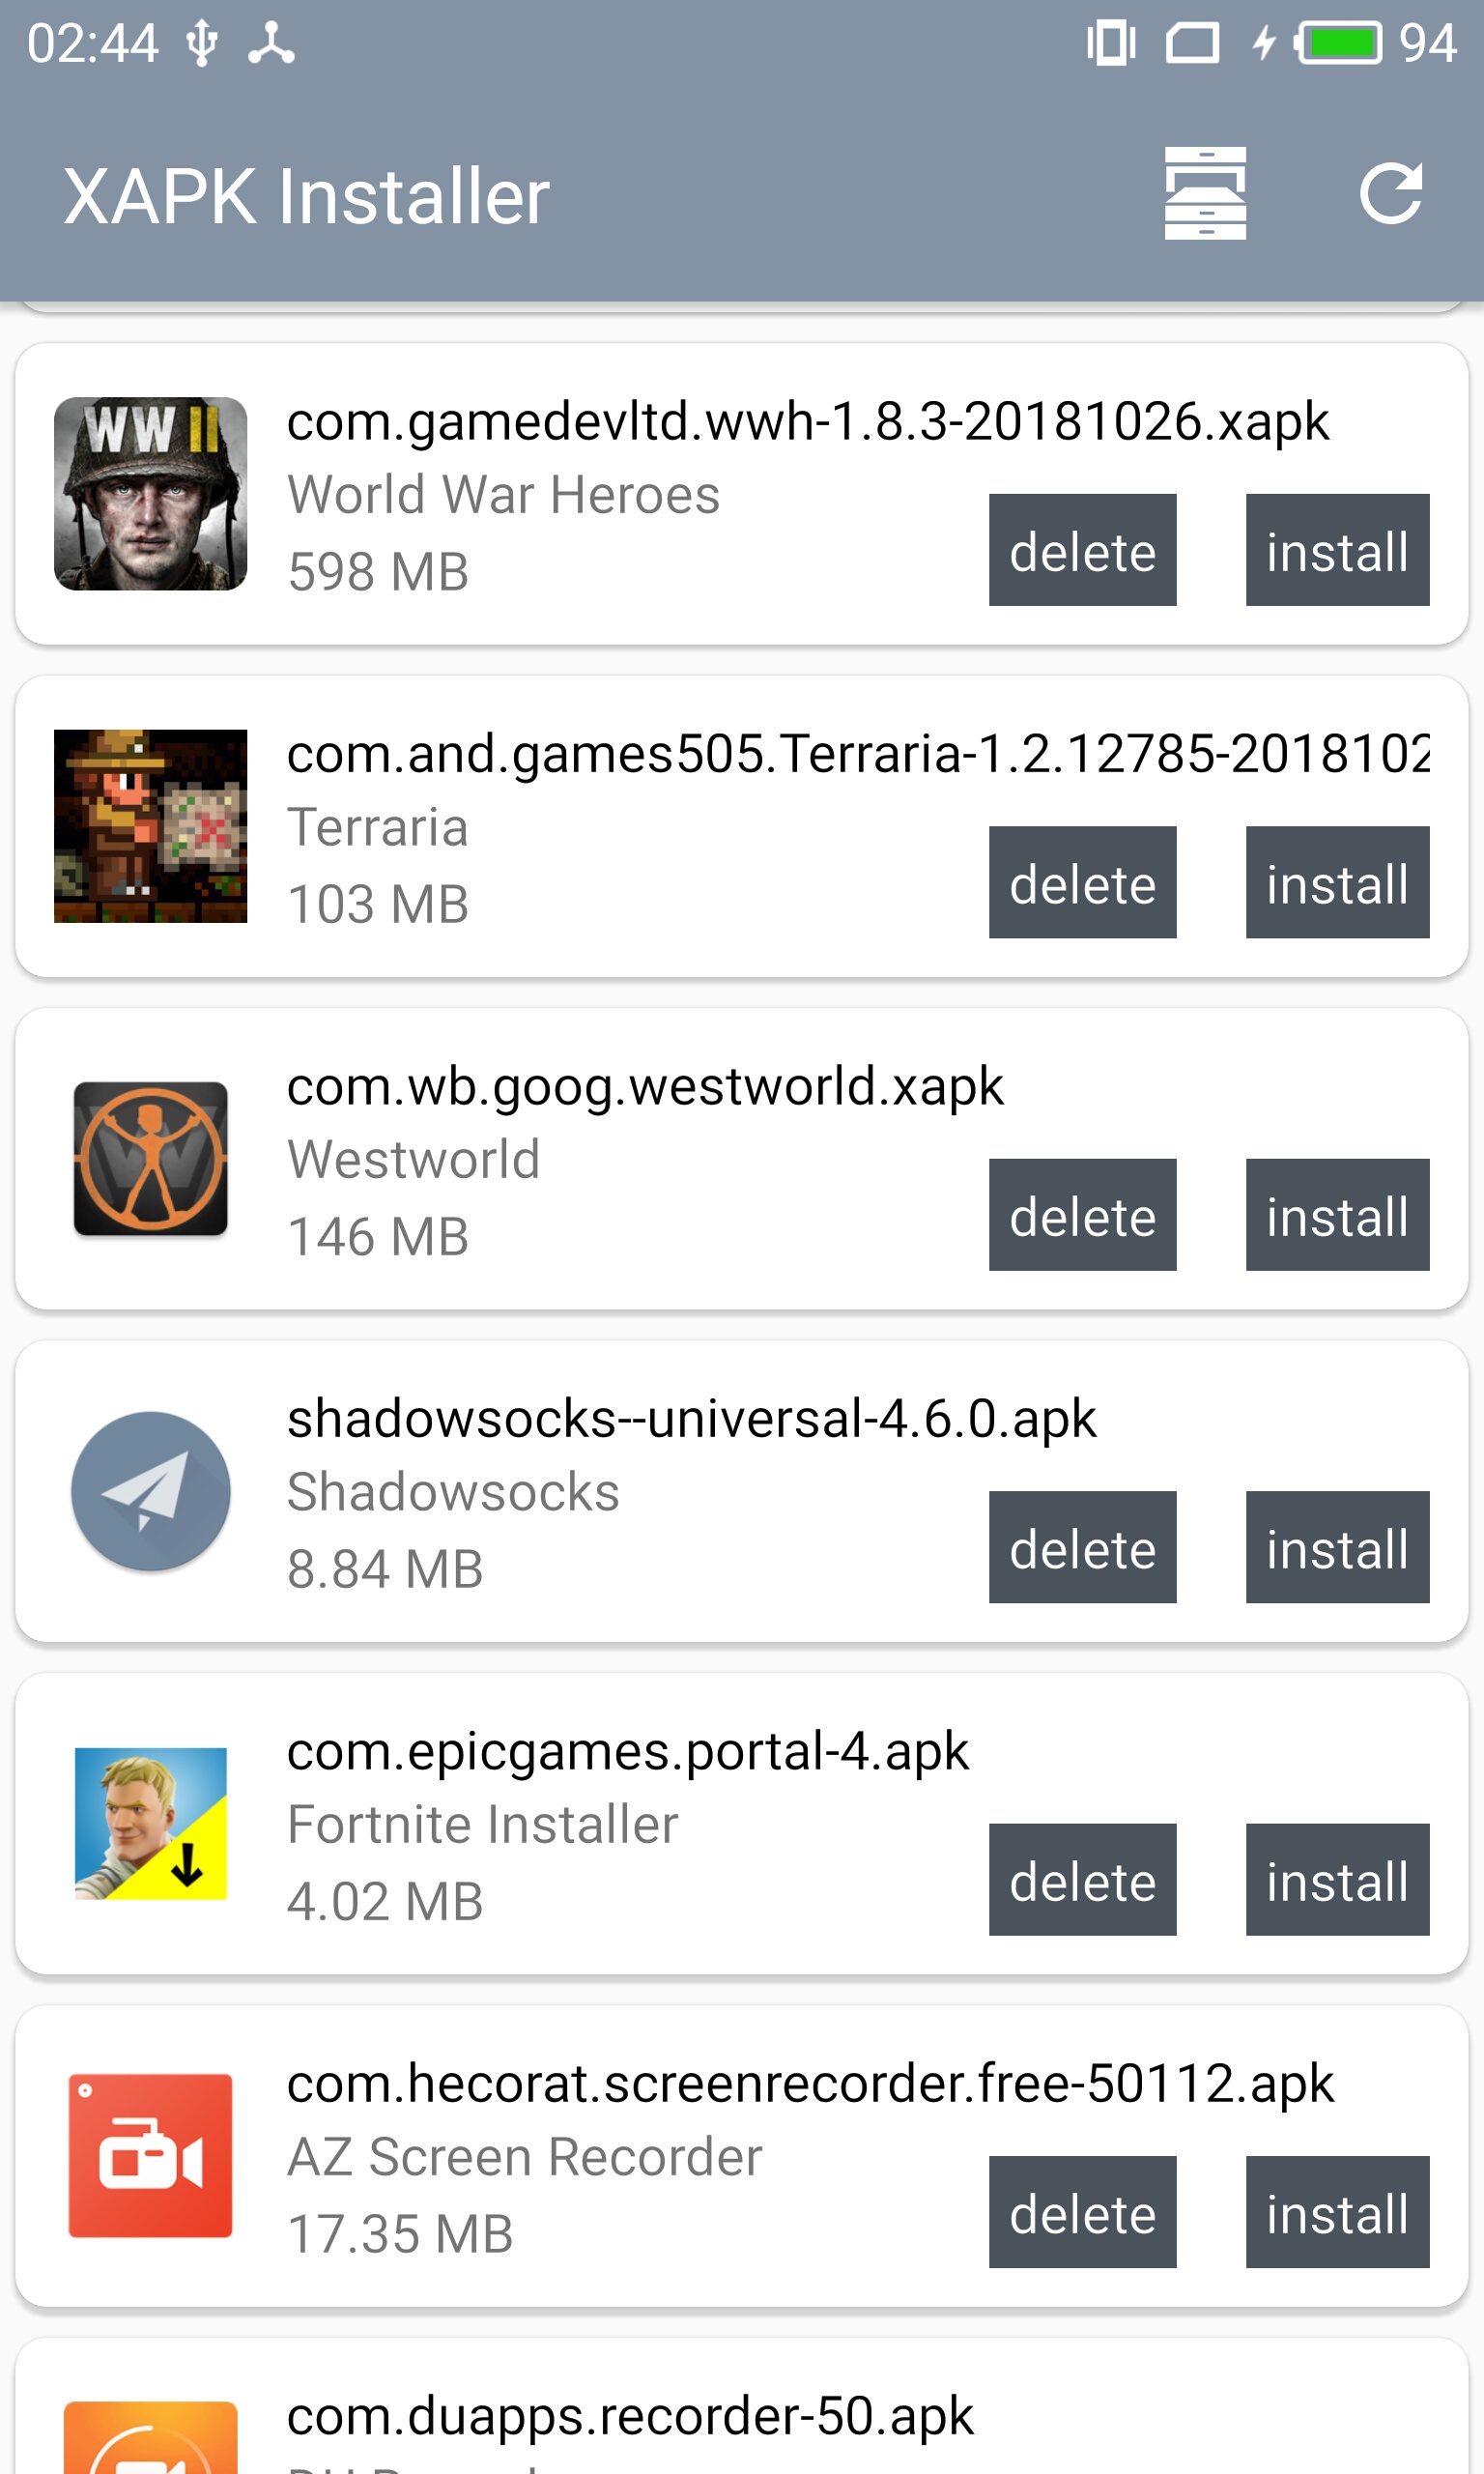 02:44 94
XAPK Installer
WW II
com.gamedevltd.wwh-1.8.3-20181026.xapk
World War Heroes
598 MB
delete install
com.and.games505.Terraria-1.2.12785-2018102
Terraria
103 MB
delete install
com.wb.goog.westworld.xapk
Westworld
146 MB
delete install
shadowsocks--universal-4.6.0.apk
Shadowsocks
8.84 MB
delete install
com.epicgames.portal-4.apk
Fortnite Installer
4.02 MB
delete install
com.hecorat.screenrecorder.free-50112.apk
AZ Screen Recorder
17.35 MB
delete install
com.duapps.recorder-50.apk